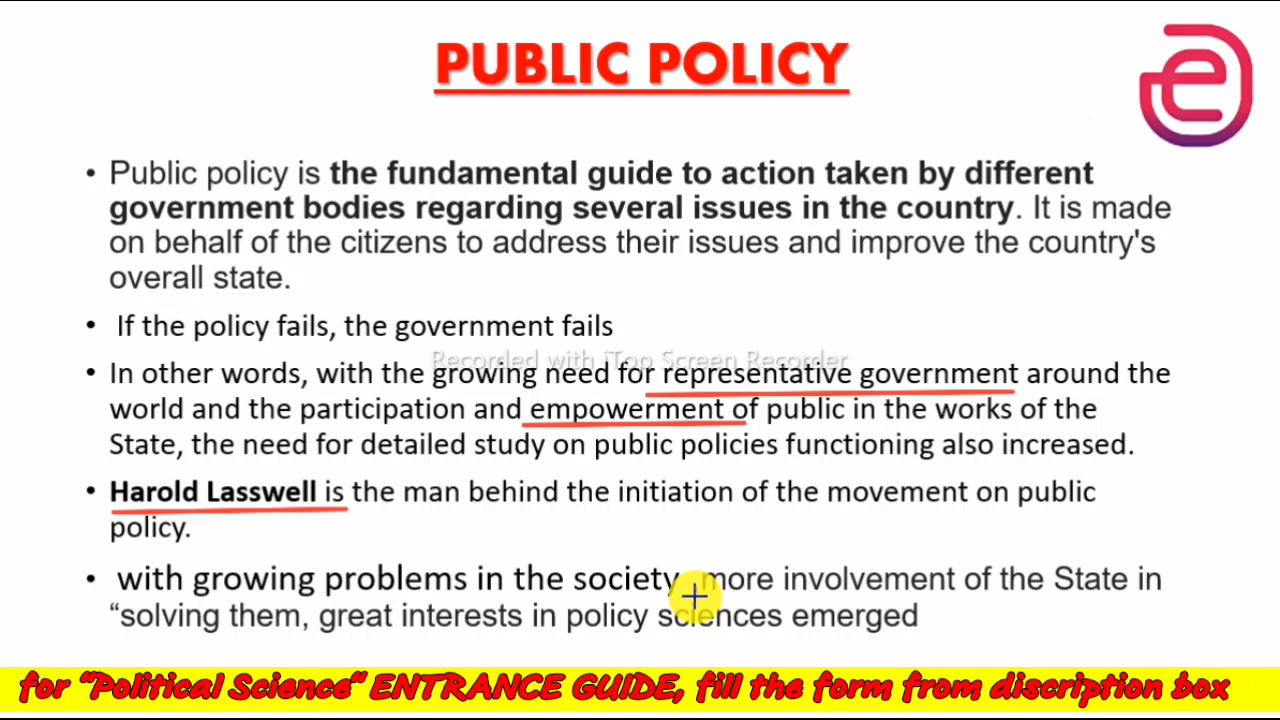 PUBLIC POLICY
• Public policy is the fundamental guide to action taken by different
government bodies regarding several issues in the country. It is made
on behalf of the citizens to address their issues and improve the country's
overall state.
• If the policy fails, the government fails
Recorded with iTop Screen Recorder
• In other words, with the growing need for representative government around the
world and the participation and empowerment of public in the works of the
State, the need for detailed study on public policies functioning also increased.
• Harold Lasswell is the man behind the initiation of the movement on public
policy.
• with growing problems in the society, more involvement of the State in
“solving them, great interests in policy sciences emerged
for “Political Science“ ENTRANCE GUIDE, fill the form from discription box